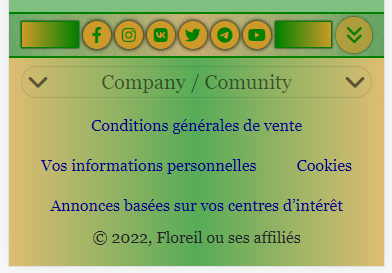 Company / Comunity
Conditions générales de vente
Vos informations personnelles Cookies
Annonces basées sur vos centres d'intérêt
© 2022, Floreil ou ses affiliés